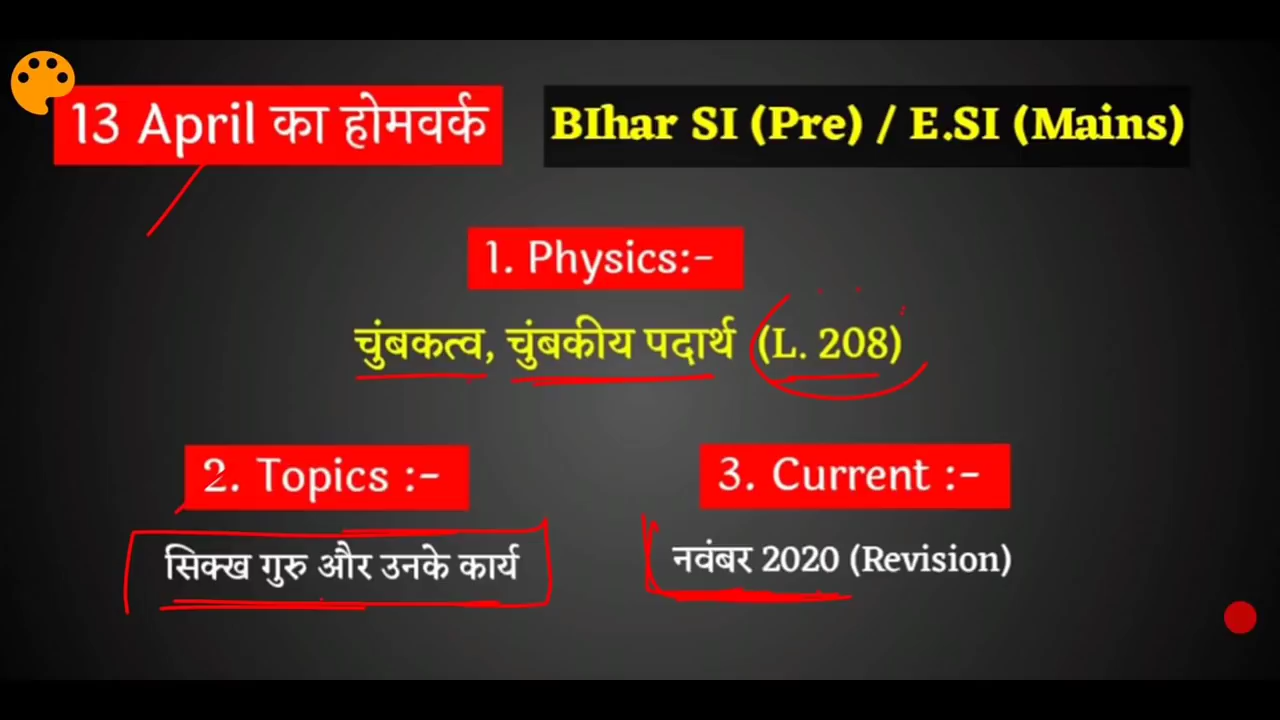 13 April का होमवर्क
BIhar SI (Pre) / E.SI (Mains)
1. Physics:-
चुंबकत्व, चुंबकीय पदार्थ (L. 208)
2. Topics :-
सिक्ख गुरु और उनके कार्य
3. Current :-
नवंबर 2020 (Revision)